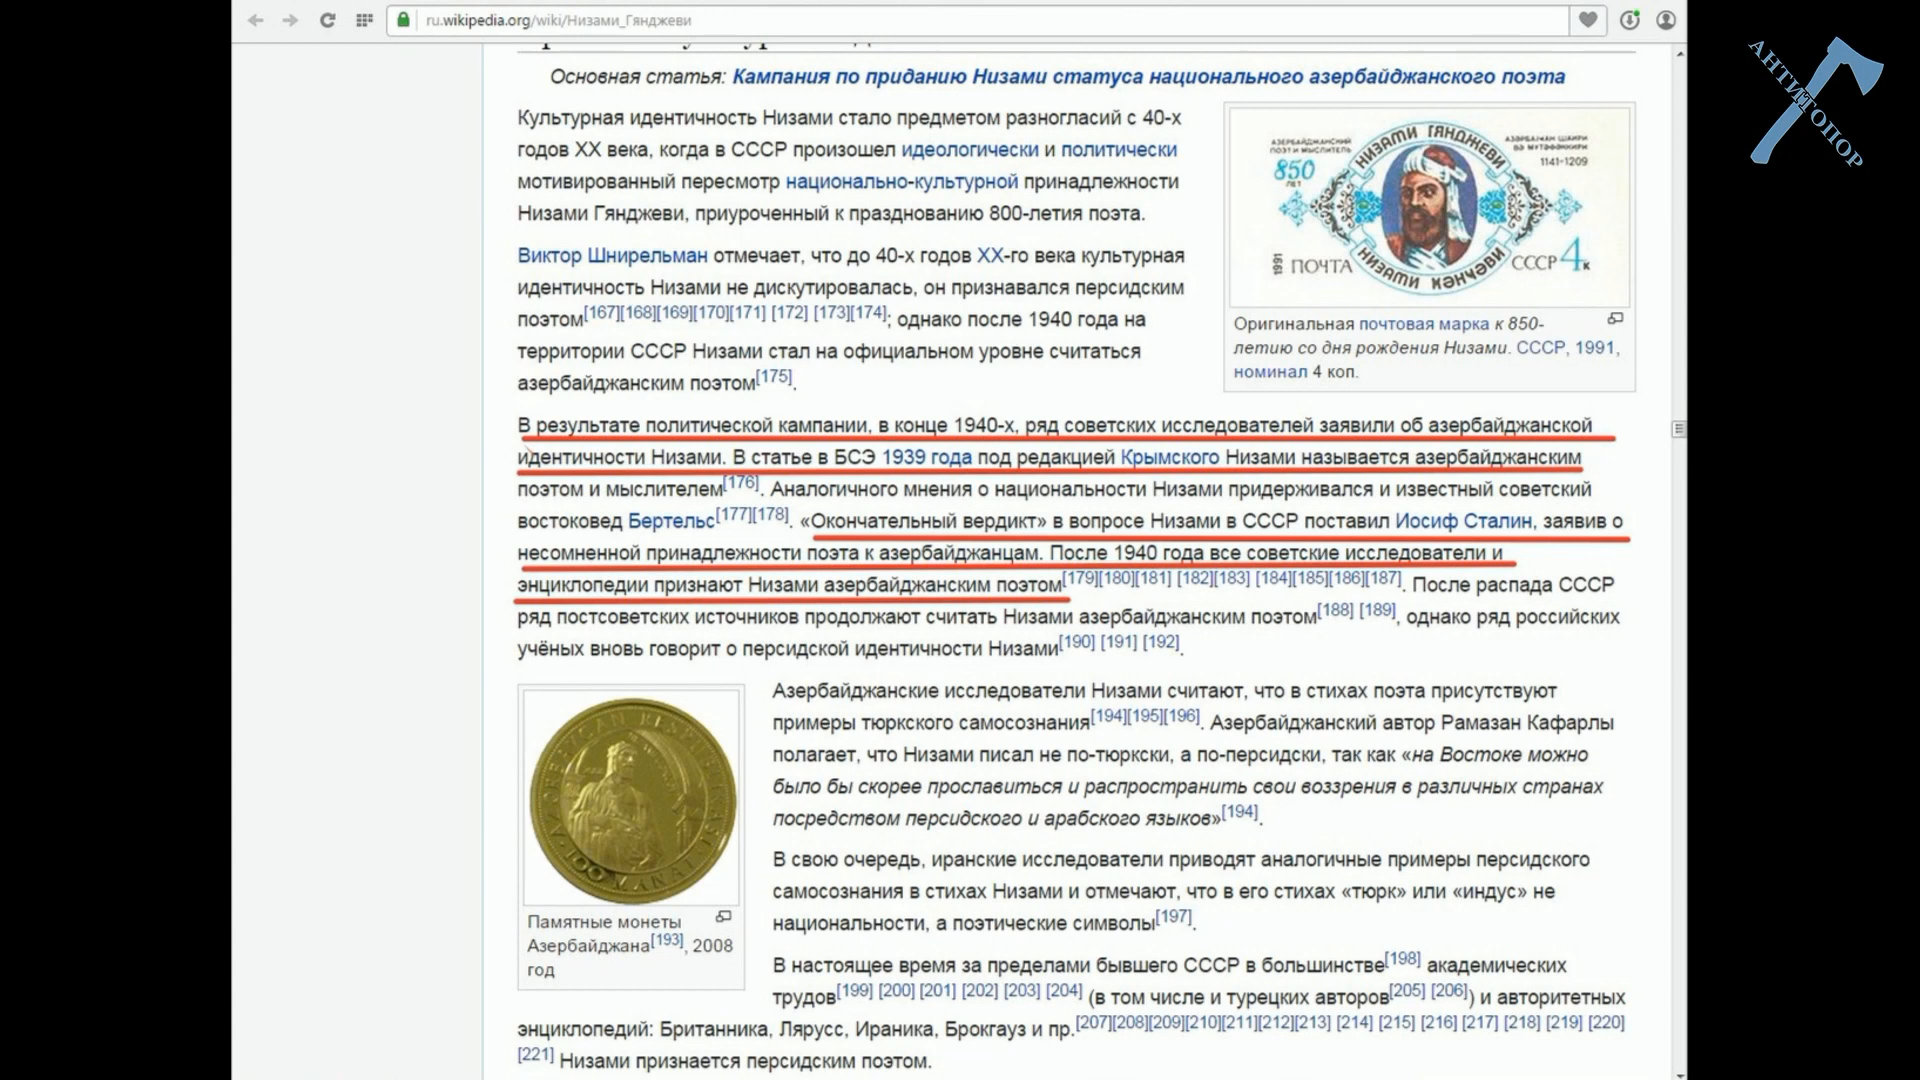 ru.wikipedia.org/wiki/Низами_Гянджеви
АНТИТОПОР
Основная статья: Кампания по приданию Низами статуса национального азербайджанского поэта
Культурная идентичность Низами стало предметом разногласий с 40-х
годов XX века, когда в СССР произошел идеологически и политически
мотивированный пересмотр национально-культурной принадлежности
Низами Гянджеви, приуроченный к празднованию 800-летия поэта.
Виктор Шнирельман отмечает, что до 40-х годов XX-го века культурная
идентичность Низами не дискутировалась, он признавался персидским
поэтом[167][168][169][170][171] [172] [173][174]; однако после 1940 года на
территории СССР Низами стал на официальном уровне считаться
азербайджанским поэтом[175].
АЗЕРБАЙДЖАНСКИЙ
ПОЭТ И МЫСЛИТЕЛЬ
850
ЛЕТ
НИЗАМИ ГЯНДЖЕВИ
АЗӘРБАЈҸАН ШАИРИ
ВӘ МҮТӘФӘККИРИ
1141-1209
1991
ПОЧТА
НИЗАМИ ҜӘНҸӘВИ
СССР 4к
Оригинальная почтовая марка к 850-
летию со дня рождения Низами. СССР, 1991,
номинал 4 коп.
В результате политической кампании, в конце 1940-х, ряд советских исследователей заявили об азербайджанской
идентичности Низами. В статье в БСЭ 1939 года под редакцией Крымского Низами называется азербайджанским
поэтом и мыслителем[176]. Аналогичного мнения о национальности Низами придерживался и известный советский
востоковед Бертельс[177][178]. «Окончательный вердикт» в вопросе Низами в СССР поставил Иосиф Сталин, заявив о
несомненной принадлежности поэта к азербайджанцам. После 1940 года все советские исследователи и
энциклопедии признают Низами азербайджанским поэтом[179][180][181] [182][183] [184][185][186][187]. После распада СССР
ряд постсоветских источников продолжают считать Низами азербайджанским поэтом[188] [189], однако ряд российских
учёных вновь говорит о персидской идентичности Низами[190] [191] [192].
Азербайджанские исследователи Низами считают, что в стихах поэта присутствуют
примеры тюркского самосознания[194][195][196]. Азербайджанский автор Рамазан Кафарлы
полагает, что Низами писал не по-тюркски, а по-персидски, так как «на Востоке можно
было бы скорее прославиться и распространить свои воззрения в различных странах
посредством персидского и арабского языков»[194].
AZƏRBAYCAN RESPUBLIKASI
100 MANAT
Памятные монеты
Азербайджана[193], 2008
год
В свою очередь, иранские исследователи приводят аналогичные примеры персидского
самосознания в стихах Низами и отмечают, что в его стихах «тюрк» или «индус» не
национальности, а поэтические символы[197].
В настоящее время за пределами бывшего СССР в большинстве[198] академических
трудов[199] [200] [201] [202] [203] [204] (в том числе и турецких авторов[205] [206]) и авторитетных
энциклопедий: Британника, Лярусс, Ираника, Брокгауз и пр.[207][208][209][210][211][212][213] [214] [215] [216] [217] [218] [219] [220]
[221] Низами признается персидским поэтом.